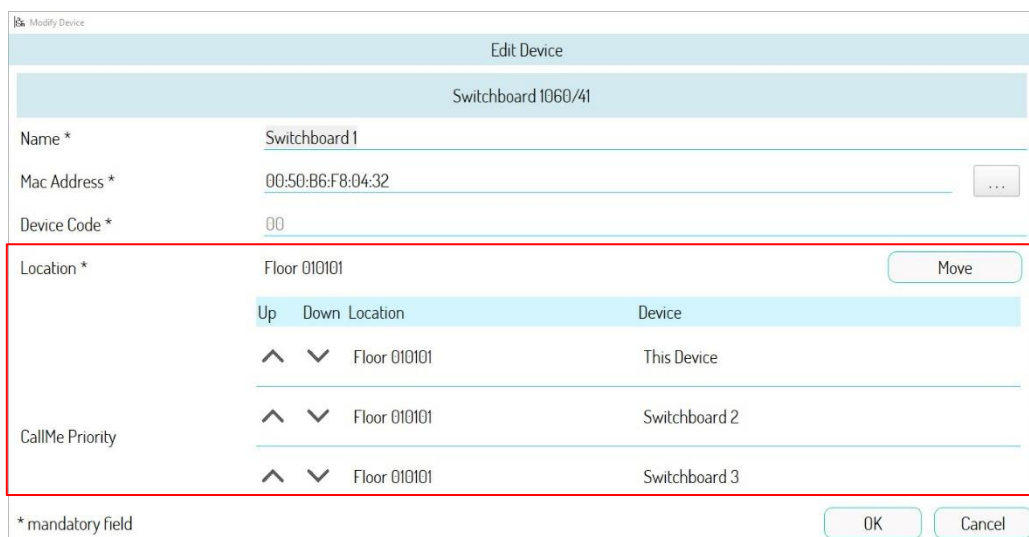 Modify Device
Edit Device
Switchboard 1060/41
Name * Switchboard 1
Mac Address * 00:50:B6:F8:04:32 ...
Device Code * 00
Location * Floor 010101 Move
Up Down Location Device
Floor 010101 This Device
Floor 010101 Switchboard 2
CallMe Priority
Floor 010101 Switchboard 3
* mandatory field OK Cancel